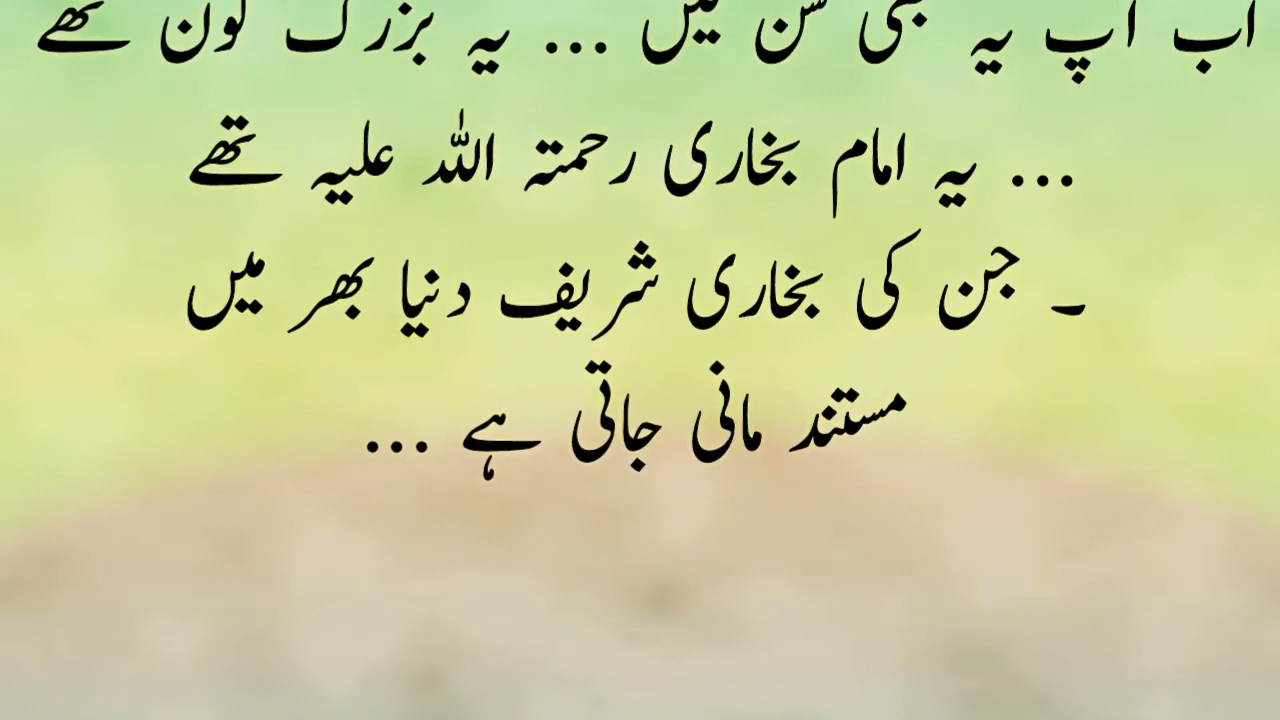 اب آپ یہ بھی سن لیں ... یہ بزرگ کون تھے
... یہ امام بخاری رحمتہ اللہ علیہ تھے
۔ جن کی بخاری شریف دنیا بھر میں
مستند مانی جاتی ہے ...